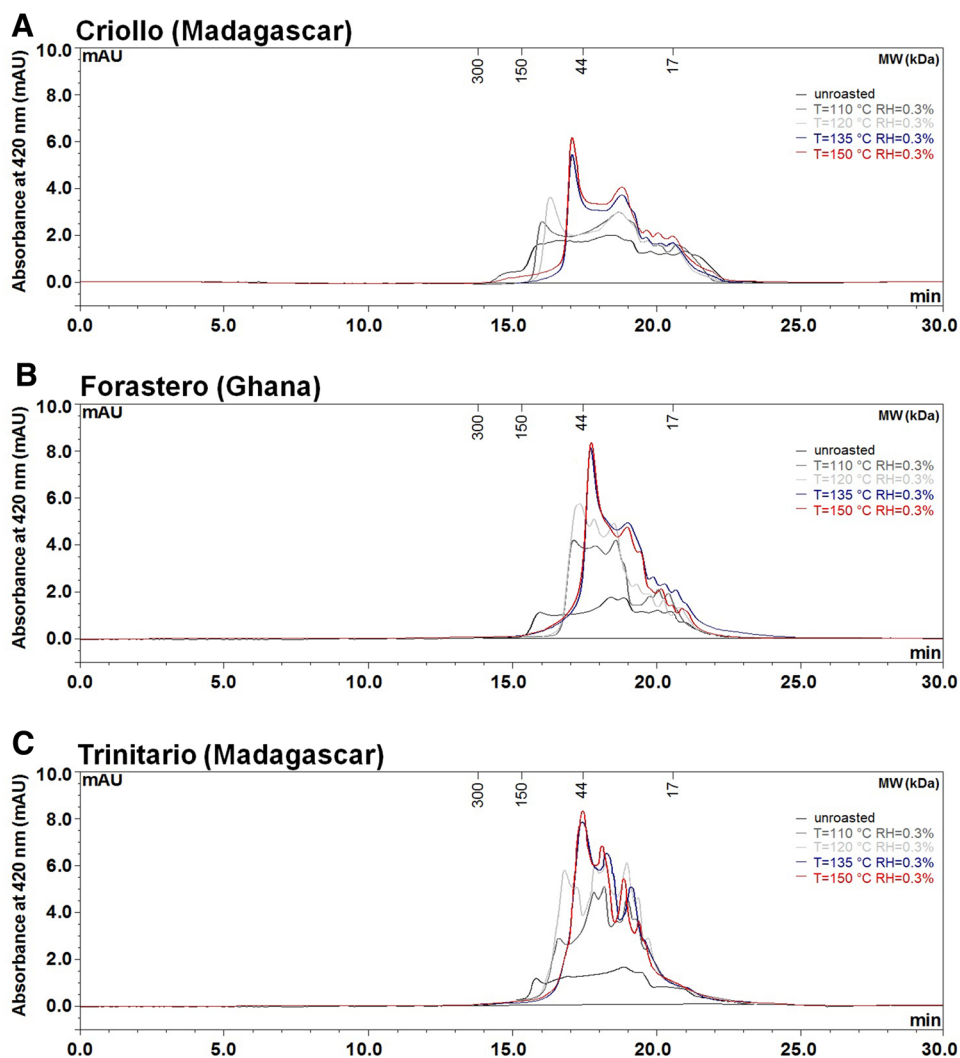 A
Criollo (Madagascar)
Absorbance at 420 nm (mAU)
10.0
8.0
6.0
4.0
2.0
0.0
mAU
300
150
44
17
MW (kDa)
unroasted
T=110 °C RH=0.3%
T=120 °C RH=0.3%
T=135 °C RH=0.3%
T=150 °C RH=0.3%
min
0.0 5.0 10.0 15.0 20.0 25.0 30.0
B
Forastero (Ghana)
Absorbance at 420 nm (mAU)
10.0
8.0
6.0
4.0
2.0
0.0
mAU
300
150
44
17
MW (kDa)
unroasted
T=110 °C RH=0.3%
T=120 °C RH=0.3%
T=135 °C RH=0.3%
T=150 °C RH=0.3%
min
0.0 5.0 10.0 15.0 20.0 25.0 30.0
C
Trinitario (Madagascar)
Absorbance at 420 nm (mAU)
10.0
8.0
6.0
4.0
2.0
0.0
mAU
300
150
44
17
MW (kDa)
unroasted
T=110 °C RH=0.3%
T=120 °C RH=0.3%
T=135 °C RH=0.3%
T=150 °C RH=0.3%
min
0.0 5.0 10.0 15.0 20.0 25.0 30.0